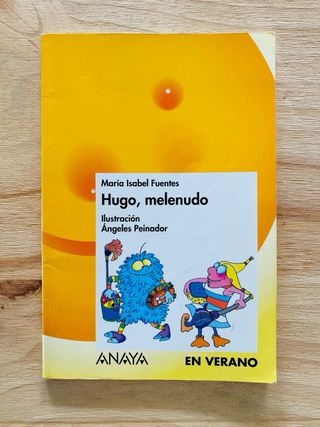 María Isabel Fuentes
Hugo, melenudo
Ilustración
Ángeles Peinador
ANAYA
EN VERANO